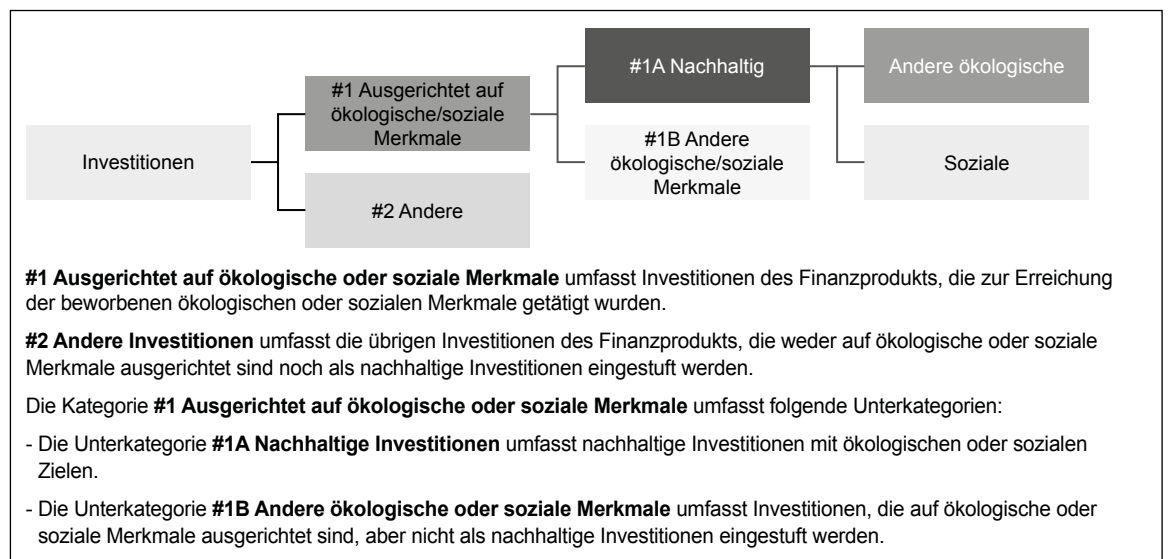 Investitionen
#1 Ausgerichtet auf
ökologische/soziale
Merkmale
#2 Andere
#1A Nachhaltig
#1B Andere
ökologische/soziale
Merkmale
Andere ökologische
Soziale
#1 Ausgerichtet auf ökologische oder soziale Merkmale umfasst Investitionen des Finanzprodukts, die zur Erreichung
der beworbenen ökologischen oder sozialen Merkmale getätigt wurden.
#2 Andere Investitionen umfasst die übrigen Investitionen des Finanzprodukts, die weder auf ökologische oder soziale
Merkmale ausgerichtet sind noch als nachhaltige Investitionen eingestuft werden.
Die Kategorie #1 Ausgerichtet auf ökologische oder soziale Merkmale umfasst folgende Unterkategorien:
- Die Unterkategorie #1A Nachhaltige Investitionen umfasst nachhaltige Investitionen mit ökologischen oder sozialen
Zielen.
- Die Unterkategorie #1B Andere ökologische oder soziale Merkmale umfasst Investitionen, die auf ökologische oder
soziale Merkmale ausgerichtet sind, aber nicht als nachhaltige Investitionen eingestuft werden.